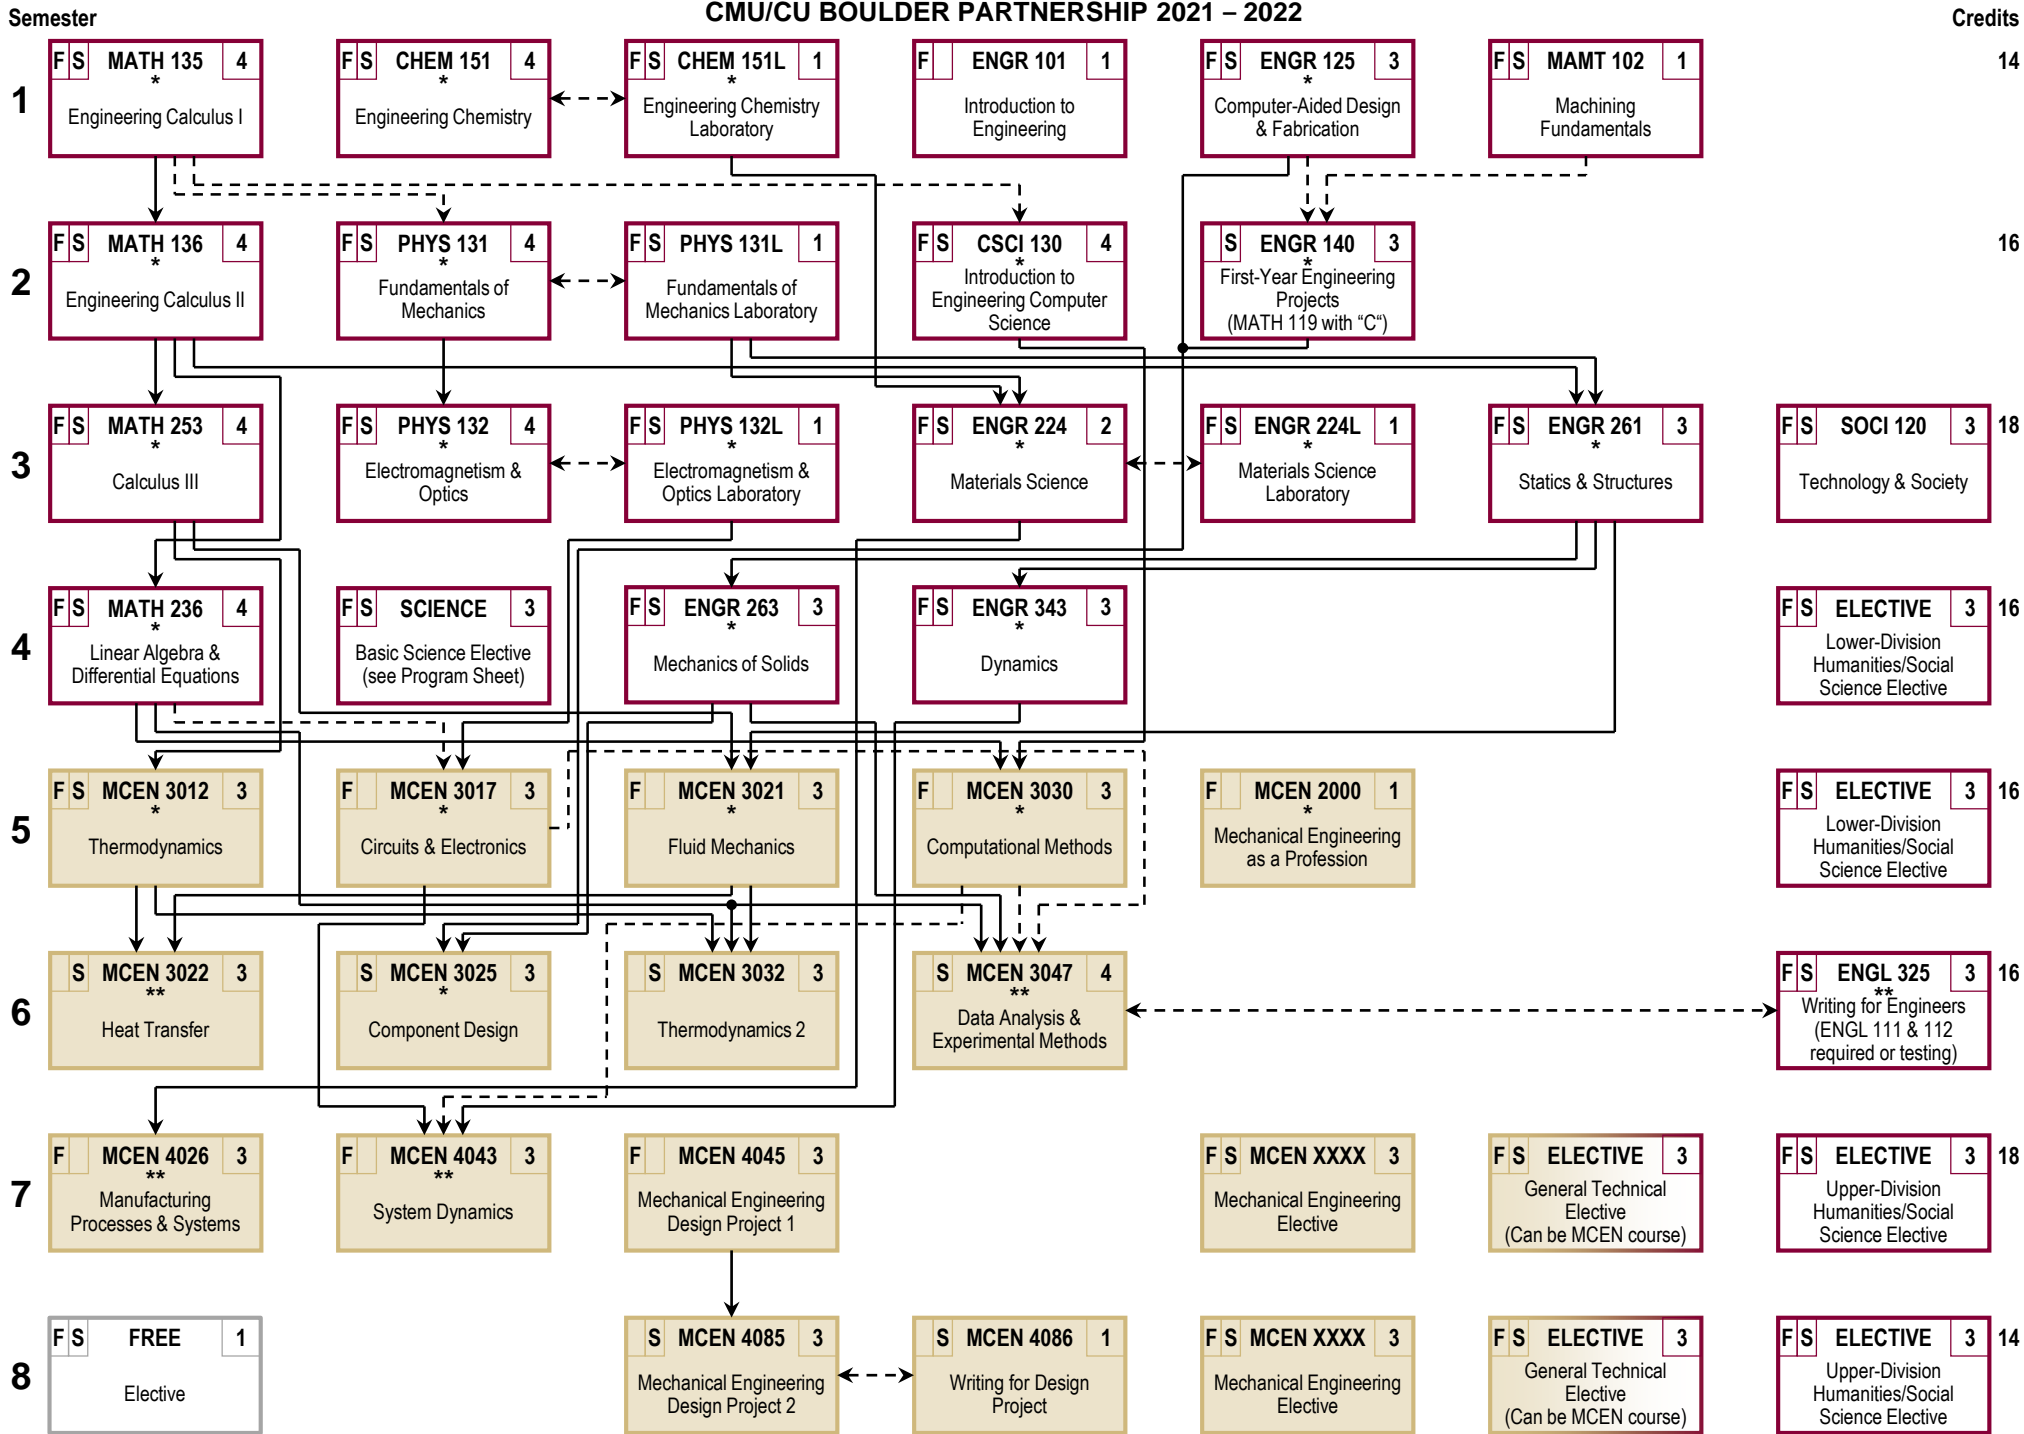 CMU/CU BOULDER PARTNERSHIP 2021 – 2022
Semester
Credits
1
F S MATH 135 4
*
Engineering Calculus I
F S CHEM 151 4
*
Engineering Chemistry
F S CHEM 151L 1
*
Engineering Chemistry
Laboratory
F ENGR 101 1
Introduction to
Engineering
F S ENGR 125 3
*
Computer-Aided Design
& Fabrication
F S MAMT 102 1
Machining
Fundamentals
14
2
F S MATH 136 4
*
Engineering Calculus II
F S PHYS 131 4
*
Fundamentals of
Mechanics
F S PHYS 131L 1
Fundamentals of
Mechanics Laboratory
F S CSCI 130 4
*
Introduction to
Engineering Computer
Science
S ENGR 140 3
*
First-Year Engineering
Projects
(MATH 119 with “C“)
16
3
F S MATH 253 4
*
Calculus III
F S PHYS 132 4
*
Electromagnetism &
Optics
F S PHYS 132L 1
*
Electromagnetism &
Optics Laboratory
F S ENGR 224 2
*
Materials Science
F S ENGR 224L 1
*
Materials Science
Laboratory
F S ENGR 261 3
*
Statics & Structures
F S SOCI 120 3
Technology & Society
18
4
F S MATH 236 4
*
Linear Algebra &
Differential Equations
F S SCIENCE 3
Basic Science Elective
(see Program Sheet)
F S ENGR 263 3
*
Mechanics of Solids
F S ENGR 343 3
*
Dynamics
F S ELECTIVE 3
Lower-Division
Humanities/Social
Science Elective
16
5
F S MCEN 3012 3
*
Thermodynamics
F MCEN 3017 3
*
Circuits & Electronics
F MCEN 3021 3
*
Fluid Mechanics
F MCEN 3030 3
*
Computational Methods
F MCEN 2000 1
*
Mechanical Engineering
as a Profession
F S ELECTIVE 3
Lower-Division
Humanities/Social
Science Elective
16
6
S MCEN 3022 3
**
Heat Transfer
S MCEN 3025 3
*
Component Design
S MCEN 3032 3
Thermodynamics 2
S MCEN 3047 4
**
Data Analysis &
Experimental Methods
F S ENGL 325 3
**
Writing for Engineers
(ENGL 111 & 112
required or testing)
16
7
F MCEN 4026 3
**
Manufacturing
Processes & Systems
F MCEN 4043 3
**
System Dynamics
F MCEN 4045 3
Mechanical Engineering
Design Project 1
F S MCEN XXXX 3
Mechanical Engineering
Elective
F S ELECTIVE 3
General Technical
Elective
(Can be MCEN course)
F S ELECTIVE 3
Upper-Division
Humanities/Social
Science Elective
18
8
F S FREE 1
Elective
S MCEN 4085 3
Mechanical Engineering
Design Project 2
S MCEN 4086 1
Writing for Design
Project
F S MCEN XXXX 3
Mechanical Engineering
Elective
F S ELECTIVE 3
General Technical
Elective
(Can be MCEN course)
F S ELECTIVE 3
Upper-Division
Humanities/Social
Science Elective
14